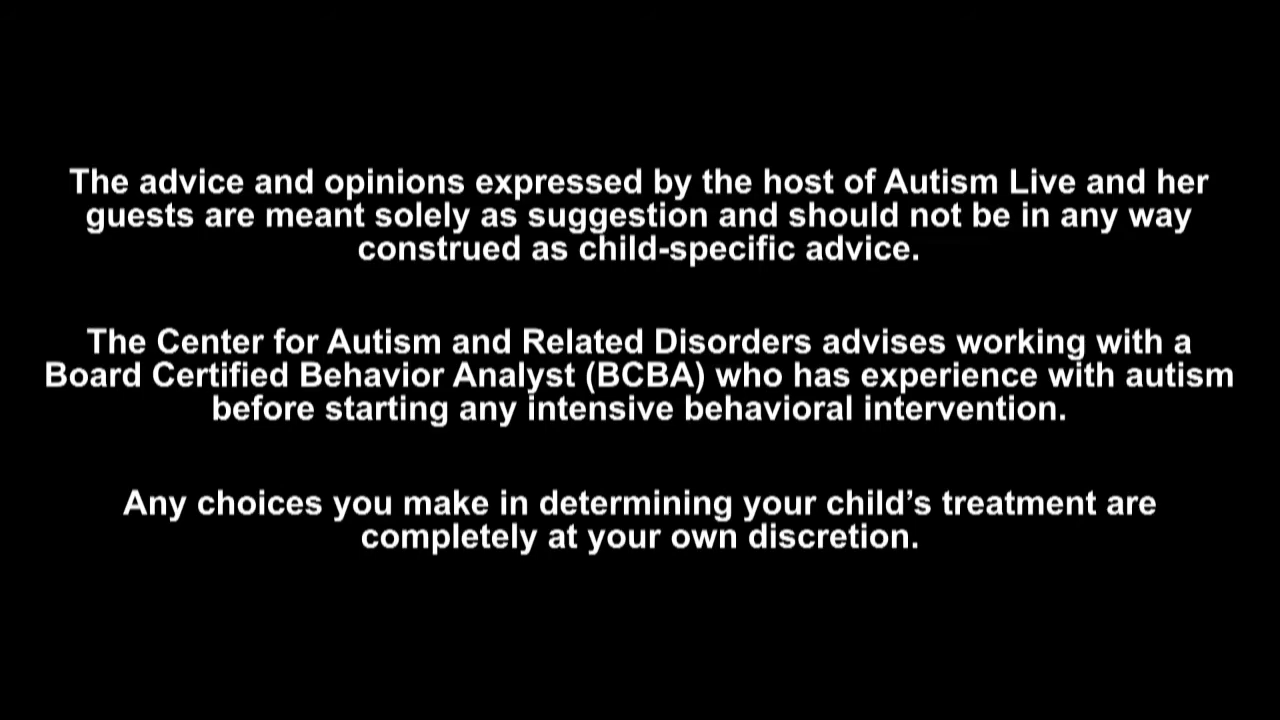 The advice and opinions expressed by the host of Autism Live and her
guests are meant solely as suggestion and should not be in any way
construed as child-specific advice.
The Center for Autism and Related Disorders advises working with a
Board Certified Behavior Analyst (BCBA) who has experience with autism
before starting any intensive behavioral intervention.
Any choices you make in determining your child’s treatment are
completely at your own discretion.